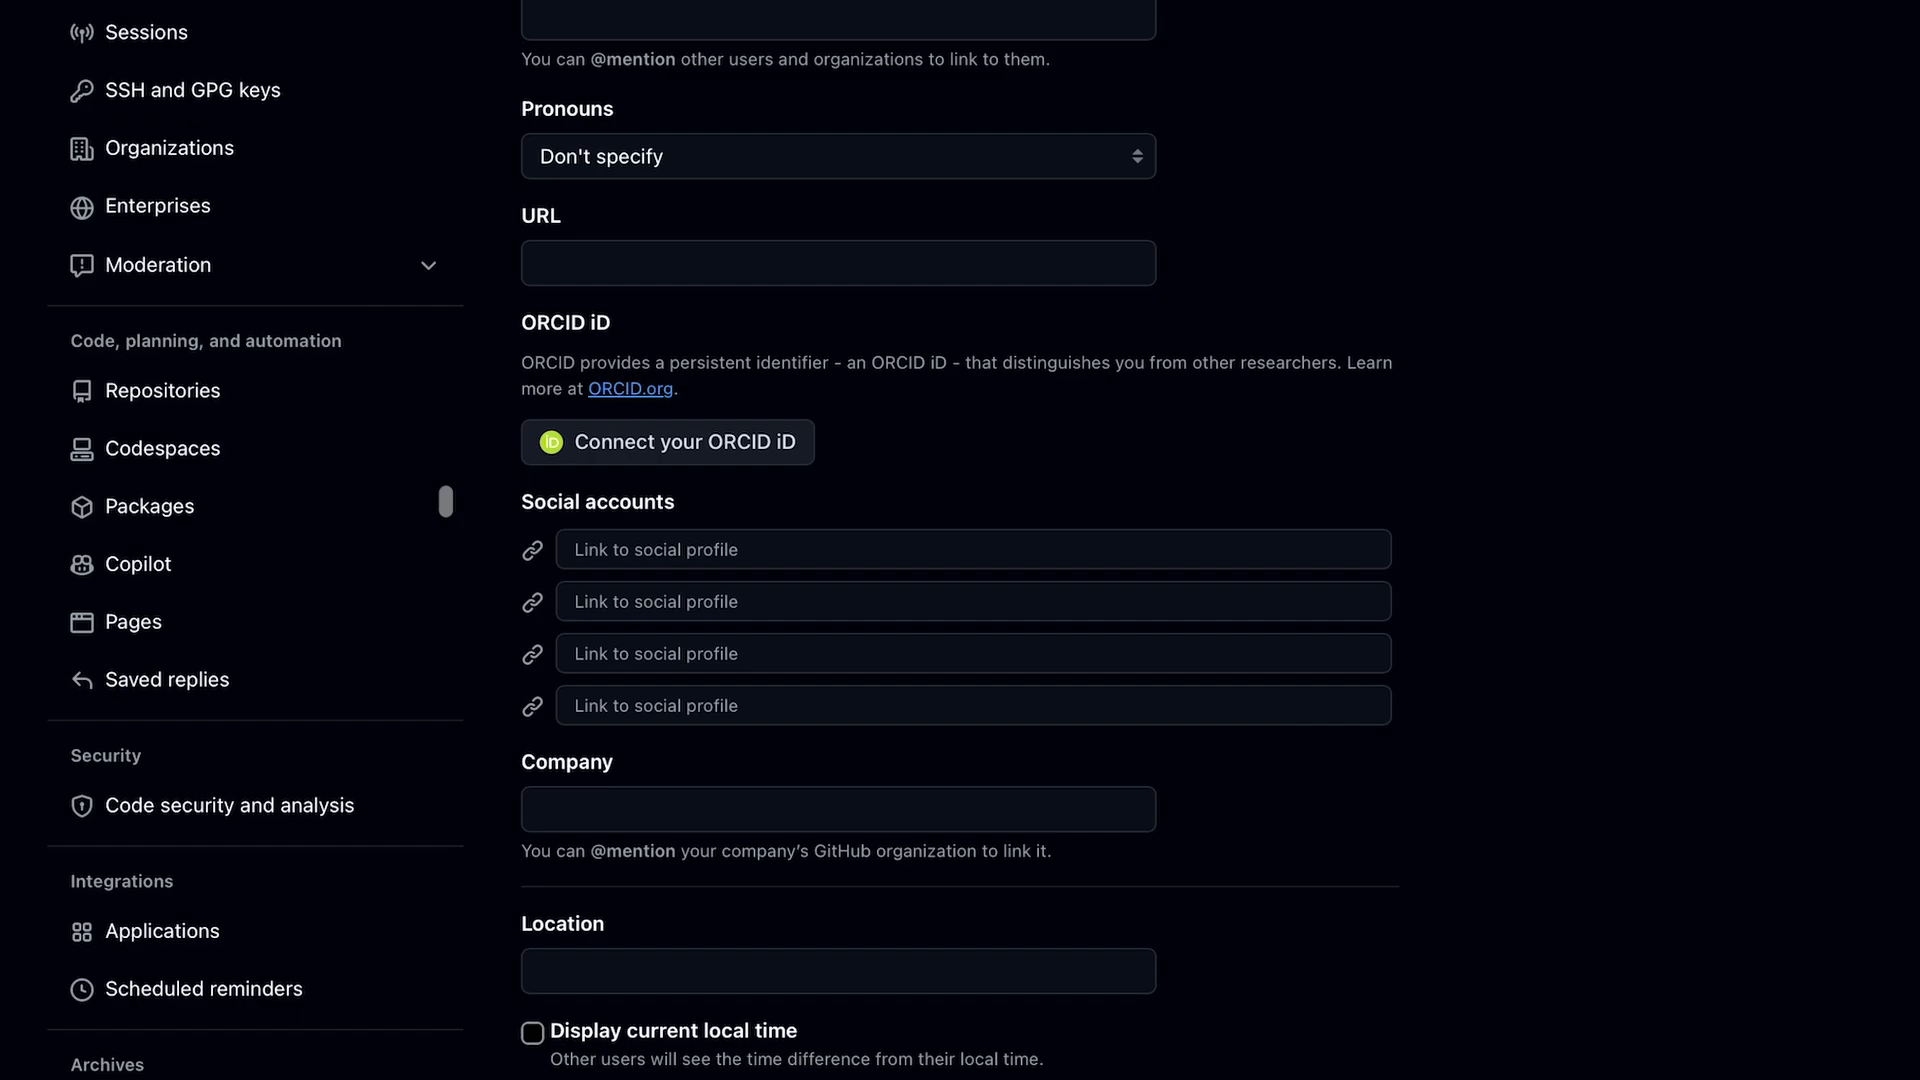 Sessions
SSH and GPG keys
Organizations
Enterprises
Moderation
Code, planning, and automation
Repositories
Codespaces
Packages
Copilot
Pages
Saved replies
Security
Code security and analysis
Integrations
Applications
Scheduled reminders
Archives
You can @mention other users and organizations to link to them.
Pronouns
Don't specify
URL
ORCID iD
ORCID provides a persistent identifier - an ORCID iD - that distinguishes you from other researchers. Learn
more at ORCID.org.
iD Connect your ORCID iD
Social accounts
Link to social profile
Link to social profile
Link to social profile
Link to social profile
Company
You can @mention your company’s GitHub organization to link it.
Location
Display current local time
Other users will see the time difference from their local time.